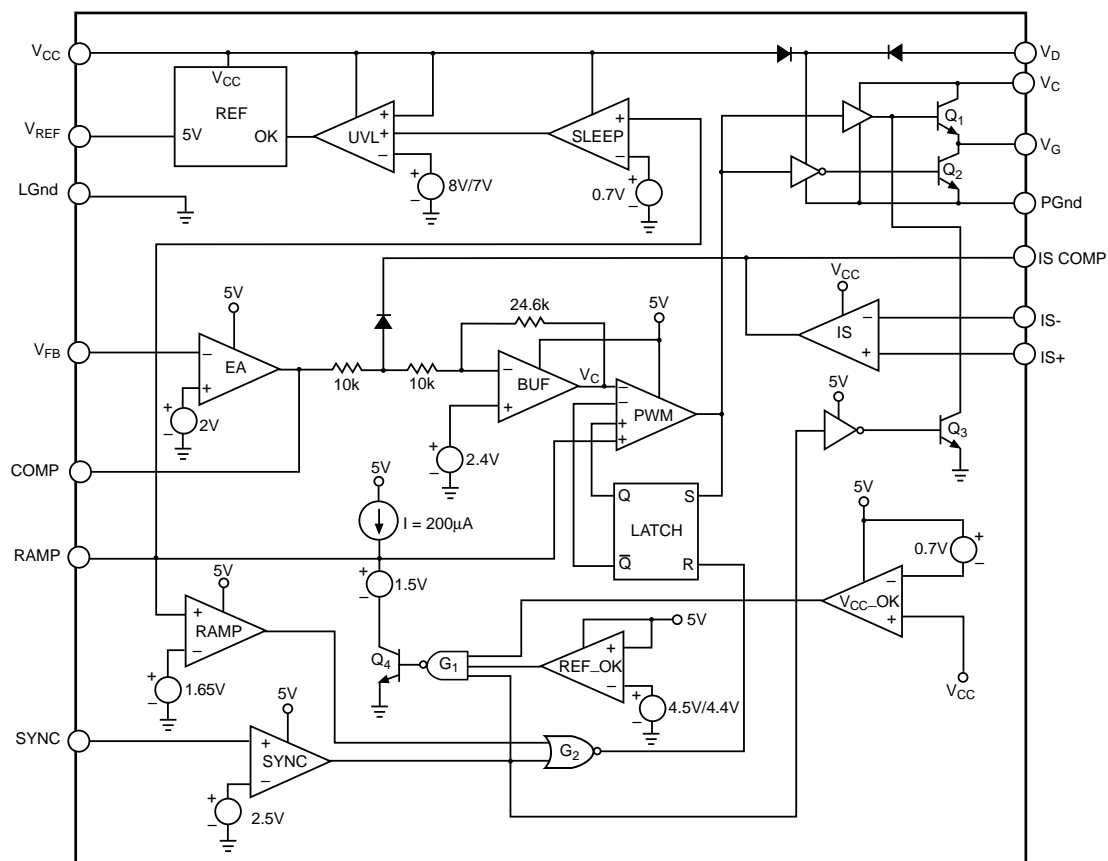 VCC
VD
VCC
REF
5V
OK
UVL
+
+
−
SLEEP
+
−
VC
Q1
VREF
VG
Q2
LGnd
+
−
8V/7V
0.7V
+
−
PGnd
IS COMP
5V
24.6k
5V
VCC
VFB
−
EA
+
10k
10k
−
BUF
+
VC
−
−
+
+
PWM
IS
−
+
IS-
IS+
+
−
2V
5V
Q3
COMP
+
−
2.4V
5V
I = 200µA
Q
S
LATCH
Q̅
R
5V
0.7V
+
−
RAMP
+
−
1.5V
5V
+
RAMP
−
−
VCC_OK
+
5V
Q4
G1
+
REF_OK
−
+
−
1.65V
+
−
4.5V/4.4V
VCC
5V
SYNC
+
SYNC
−
G2
+
−
2.5V